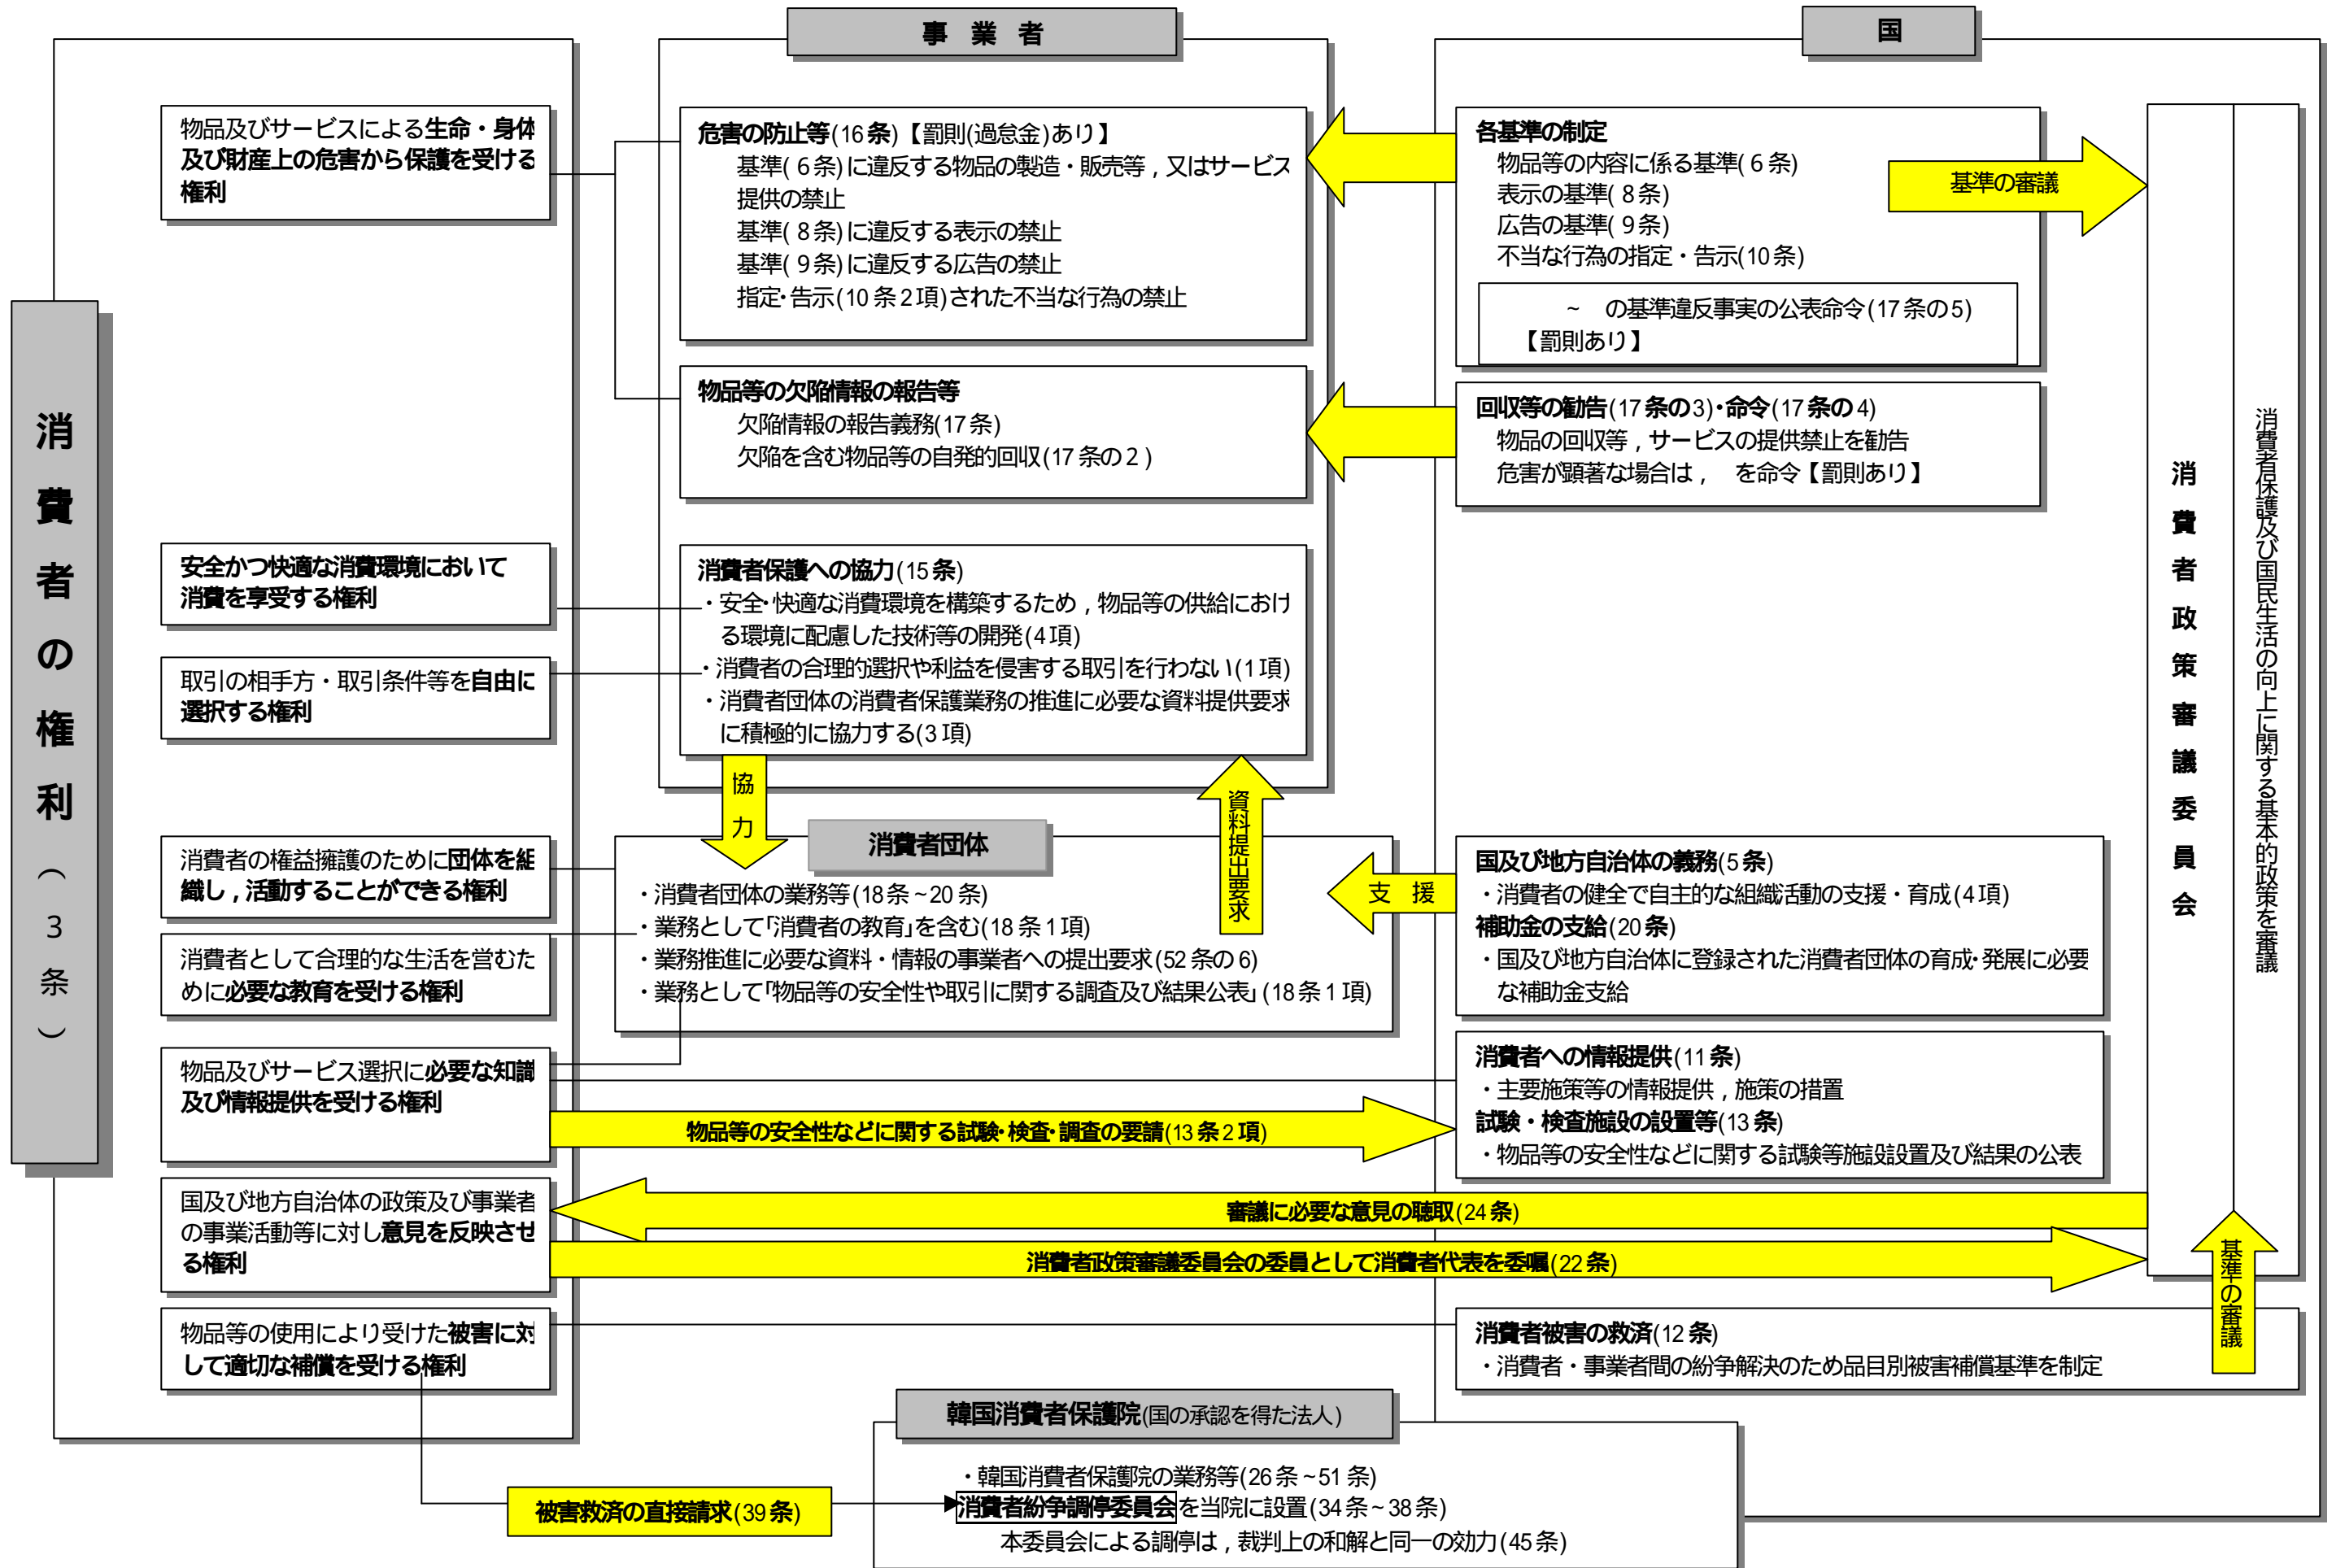 事業者
国
消費者の権利（3条）
物品及びサービスによる生命・身体
及び財産上の危害から保護を受ける
権利
安全かつ快適な消費環境において
消費を享受する権利
取引の相手方・取引条件等を自由に
選択する権利
消費者の権益擁護のために団体を組
織し，活動することができる権利
消費者として合理的な生活を営むた
めに必要な教育を受ける権利
物品及びサービス選択に必要な知識
及び情報提供を受ける権利
国及び地方自治体の政策及び事業者
の事業活動等に対し意見を反映させ
る権利
物品等の使用により受けた被害に対
して適切な補償を受ける権利
危害の防止等(16条)【罰則(過怠金)あり】
基準(6条)に違反する物品の製造・販売等，又はサービス
提供の禁止
基準(8条)に違反する表示の禁止
基準(9条)に違反する広告の禁止
指定・告示(10条2項)された不当な行為の禁止
物品等の欠陥情報の報告等
欠陥情報の報告義務(17条)
欠陥を含む物品等の自発的回収(17条の2)
消費者保護への協力(15条)
・安全・快適な消費環境を構築するため，物品等の供給におけ
る環境に配慮した技術等の開発(4項)
・消費者の合理的選択や利益を侵害する取引を行わない(1項)
・消費者団体の消費者保護業務の推進に必要な資料提供要求
に積極的に協力する(3項)
協力
資料提出要求
消費者団体
・消費者団体の業務等(18条~20条)
・業務として「消費者の教育」を含む(18条1項)
・業務推進に必要な資料・情報の事業者への提出要求(52条の6)
・業務として「物品等の安全性や取引に関する調査及び結果公表」(18条1項)
各基準の制定
物品等の内容に係る基準(6条)
表示の基準(8条)
広告の基準(9条)
不当な行為の指定・告示(10条)
~ の基準違反事実の公表命令(17条の5)
【罰則あり】
基準の審議
回収等の勧告(17条の3)・命令(17条の4)
物品の回収等，サービスの提供禁止を勧告
危害が顕著な場合は， を命令【罰則あり】
支援
国及び地方自治体の義務(5条)
・消費者の健全で自主的な組織活動の支援・育成(4項)
補助金の支給(20条)
・国及び地方自治体に登録された消費者団体の育成・発展に必要
な補助金支給
消費者への情報提供(11条)
・主要施策等の情報提供，施策の措置
試験・検査施設の設置等(13条)
・物品等の安全性などに関する試験等施設設置及び結果の公表
物品等の安全性などに関する試験・検査・調査の要請(13条2項)
審議に必要な意見の聴取(24条)
消費者政策審議委員会の委員として消費者代表を委嘱(22条)
消費者政策審議委員会
消費者保護及び国民生活の向上に関する基本的政策を審議
基準の審議
消費者被害の救済(12条)
・消費者・事業者間の紛争解決のため品目別被害補償基準を制定
韓国消費者保護院(国の承認を得た法人)
・韓国消費者保護院の業務等(26条~51条)
消費者紛争調停委員会を当院に設置(34条~38条)
本委員会による調停は，裁判上の和解と同一の効力(45条)
被害救済の直接請求(39条)